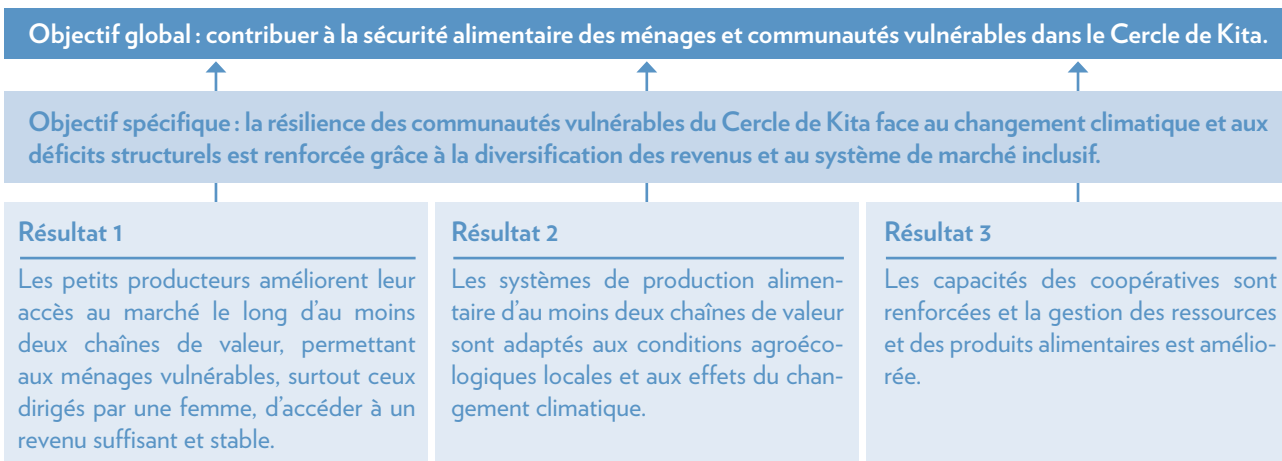 Objectif global : contribuer à la sécurité alimentaire des ménages et communautés vulnérables dans le Cercle de Kita.
Objectif spécifique : la résilience des communautés vulnérables du Cercle de Kita face au changement climatique et aux
déficits structurels est renforcée grâce à la diversification des revenus et au système de marché inclusif.
Résultat 1
Les petits producteurs améliorent leur
accès au marché le long d'au moins
deux chaînes de valeur, permettant
aux ménages vulnérables, surtout ceux
dirigés par une femme, d'accéder à un
revenu suffisant et stable.
Résultat 2
Les systèmes de production alimen-
taire d'au moins deux chaînes de valeur
sont adaptés aux conditions agroéco-
logiques locales et aux effets du chan-
gement climatique.
Résultat 3
Les capacités des coopératives sont
renforcées et la gestion des ressources
et des produits alimentaires est amélio-
rée.